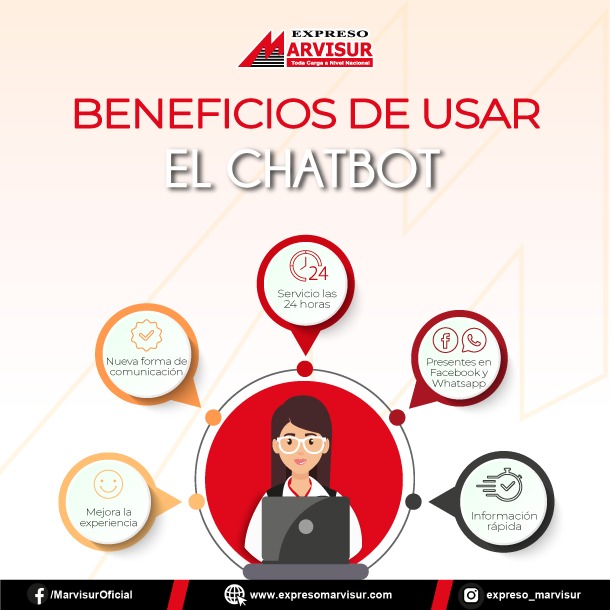 EXPRESO
MARVISUR
Toda Carga a Nivel Nacional
BENEFICIOS DE USAR
EL CHATBOT
24
Servicio las
24 horas
Nueva forma de
comunicación
Presentes en
Facebook y
Whatsapp
Mejora la
experiencia
Información
rápida
/MarvisurOficial
www.expresomarvisur.com
expreso_marvisur